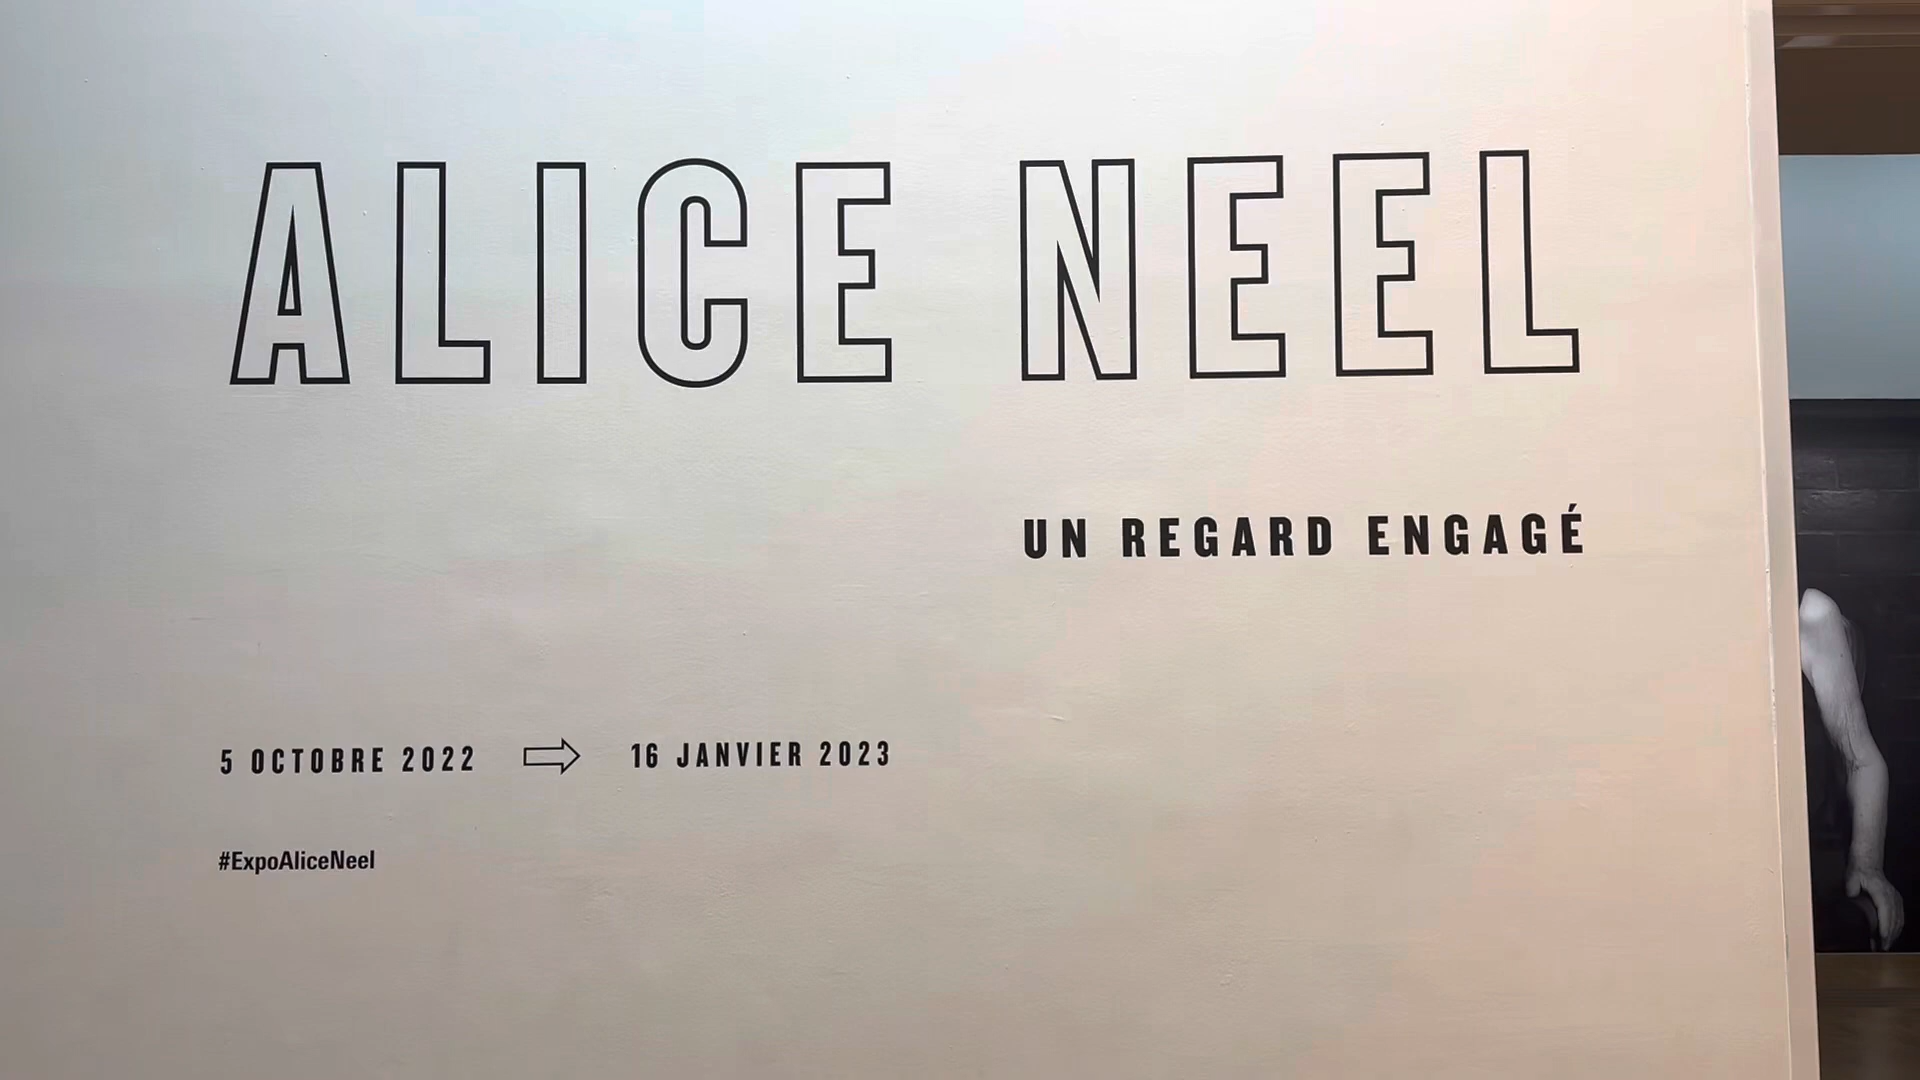 ALICE NEEL
UN REGARD ENGAGÉ
5 OCTOBRE 2022 ⇨ 16 JANVIER 2023
#ExpoAliceNeel